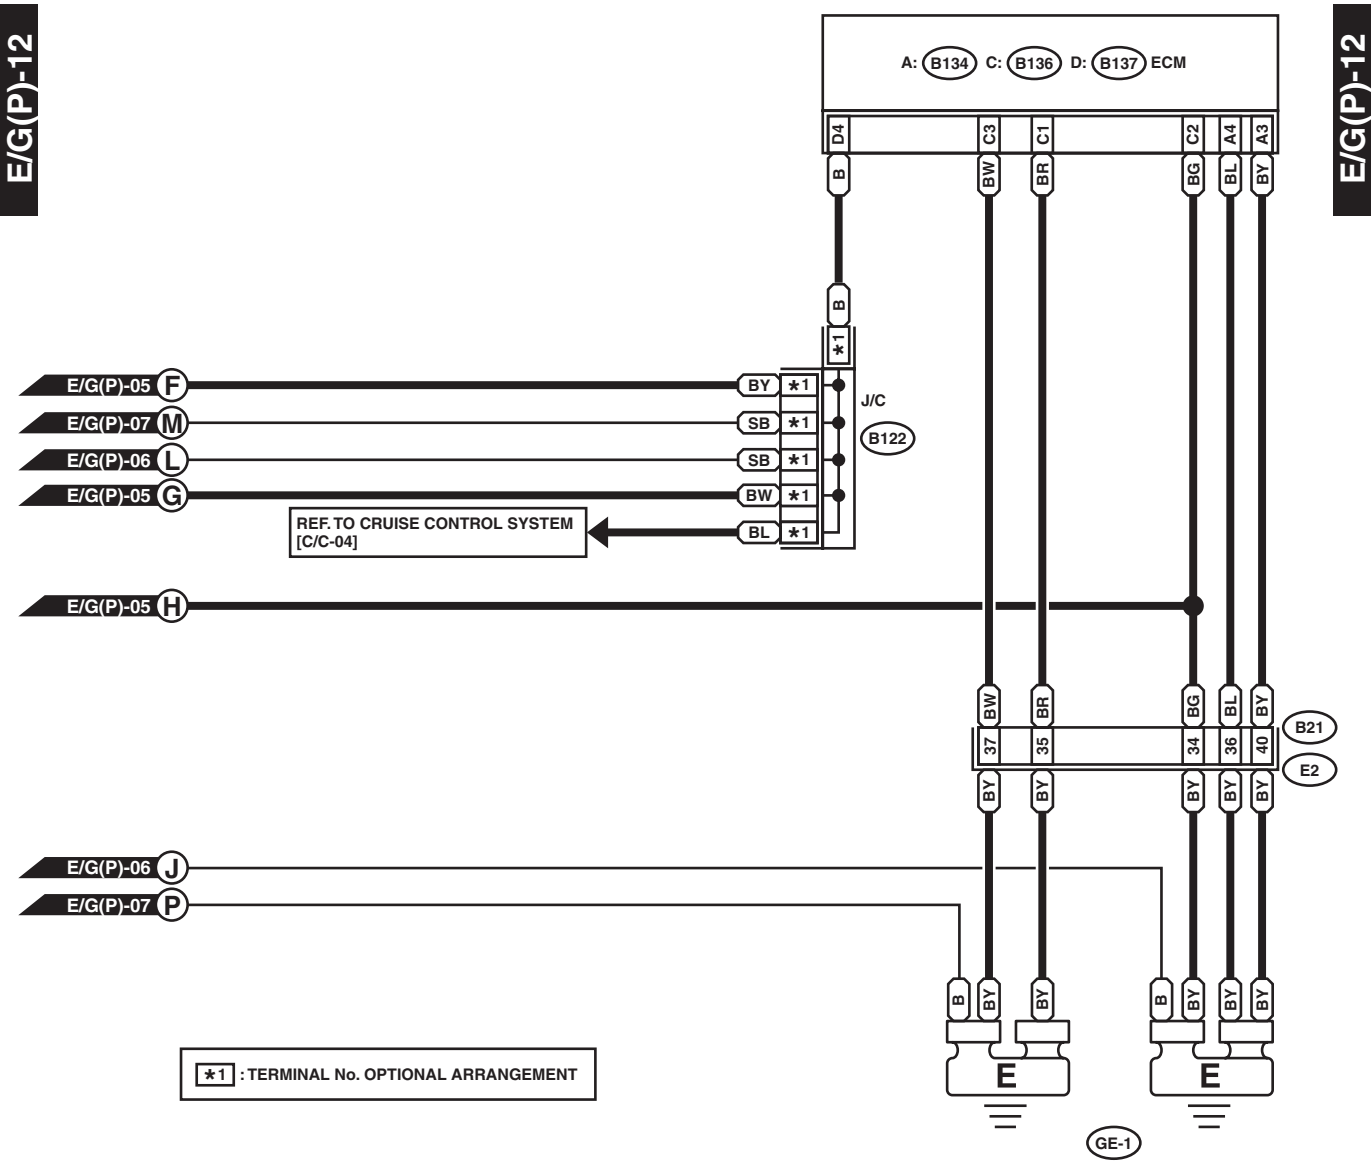 E/G(P)-12
E/G(P)-12
A: B134 C: B136 D: B137 ECM
D4 C3 C1 C2 A4 A3
B BW BR BG BL BY
B
*1
E/G(P)-05 F BY *1
J/C
E/G(P)-07 M SB *1
B122
E/G(P)-06 L SB *1
E/G(P)-05 G BW *1
REF. TO CRUISE CONTROL SYSTEM
[C/C-04]
BL *1
E/G(P)-05 H
BW BR BG BL BY
B21
37 35 34 36 40
E2
BY BY BY BY BY
E/G(P)-06 J
E/G(P)-07 P
B BY BY B BY BY BY
E E
*1 : TERMINAL No. OPTIONAL ARRANGEMENT
GE-1